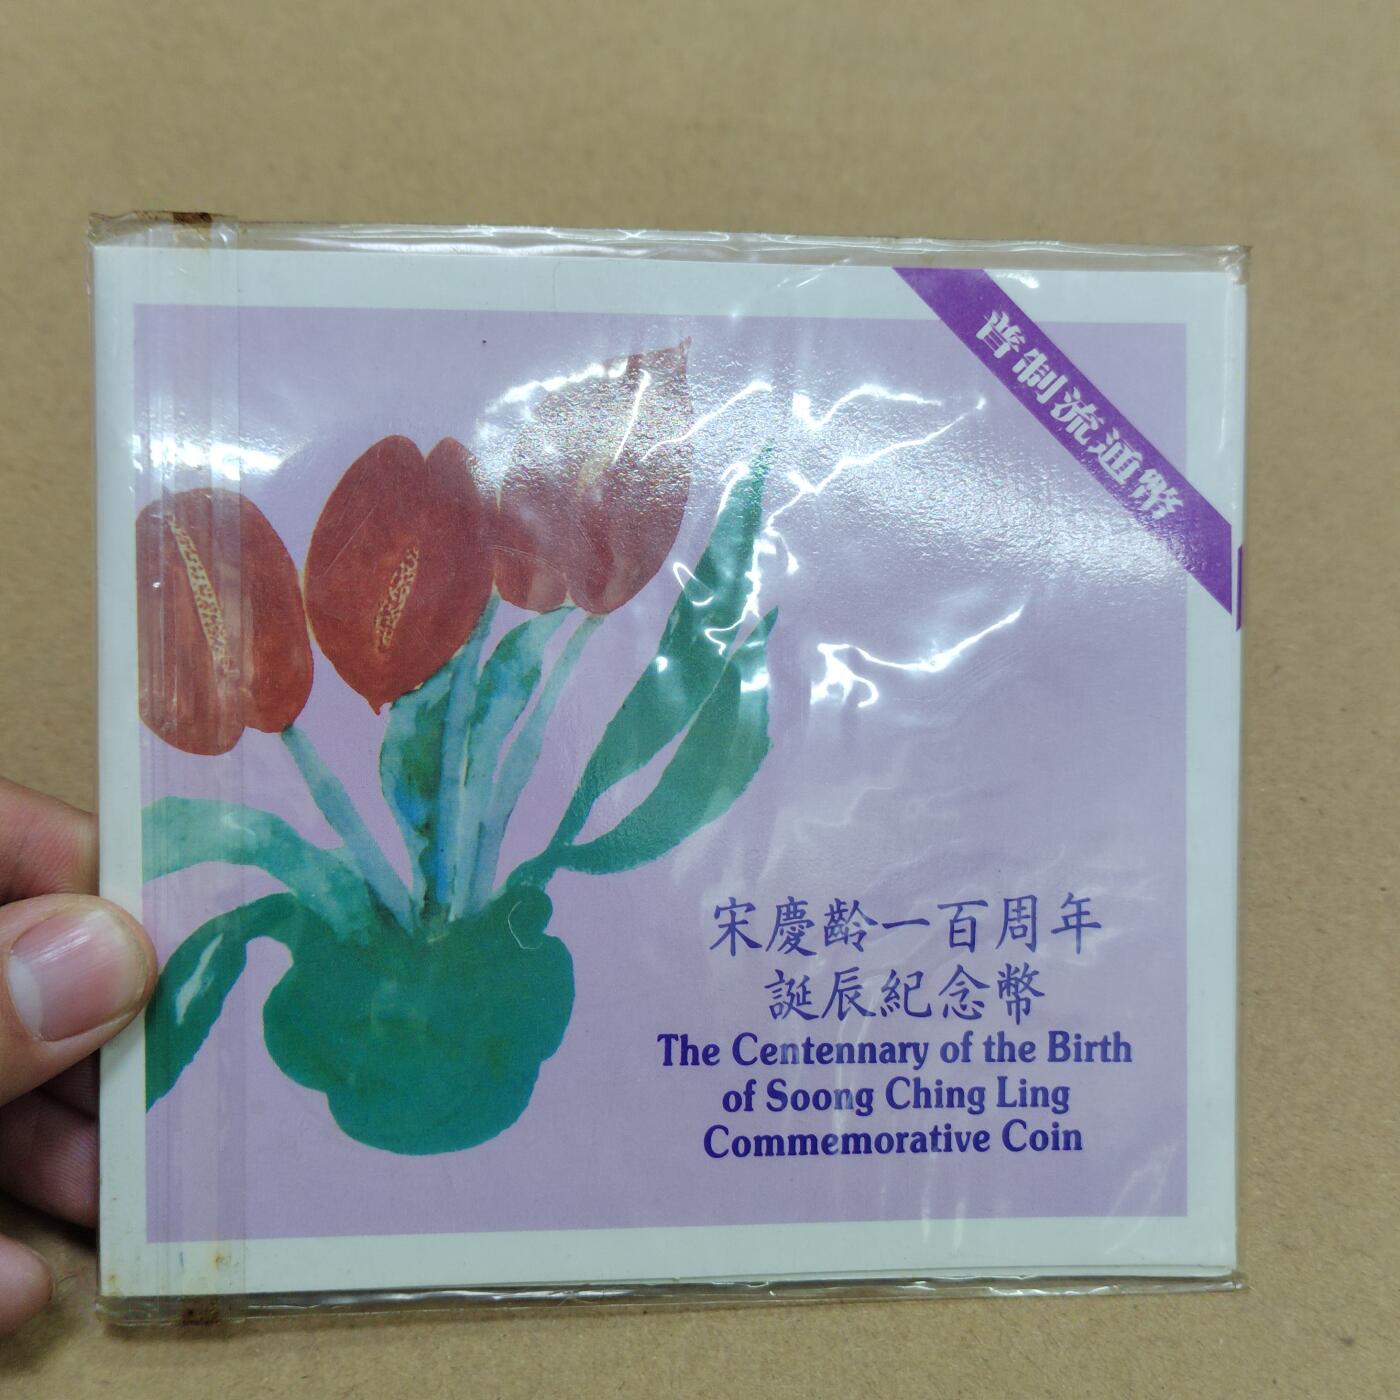 普制流通幣
宋慶齡一百周年
誕辰紀念幣
The Centennary of the Birth
of Soong Ching Ling
Commemorative Coin